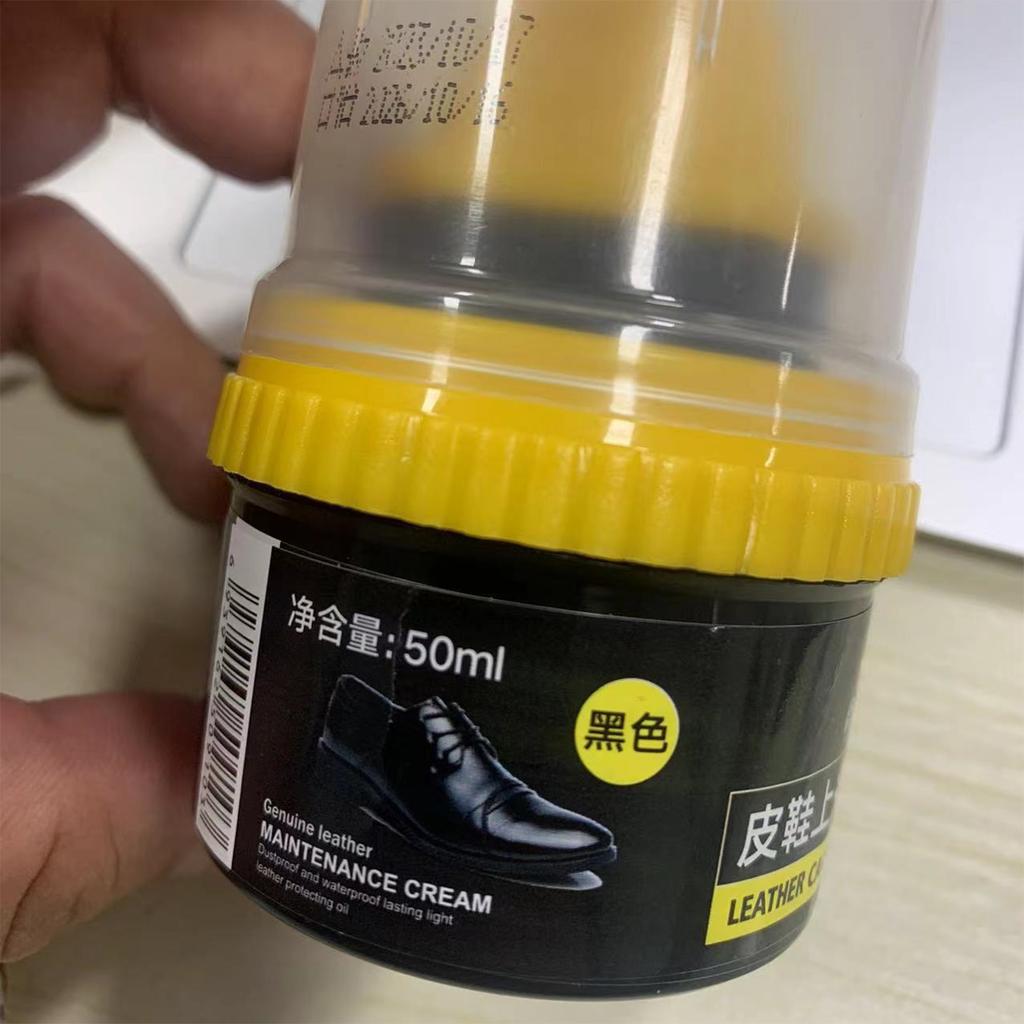 净含量: 50ml
黑色
皮鞋上
LEATHER
Genuine leather
MAINTENANCE CREAM
Dustproof and waterproof lasting light
leather protecting oil